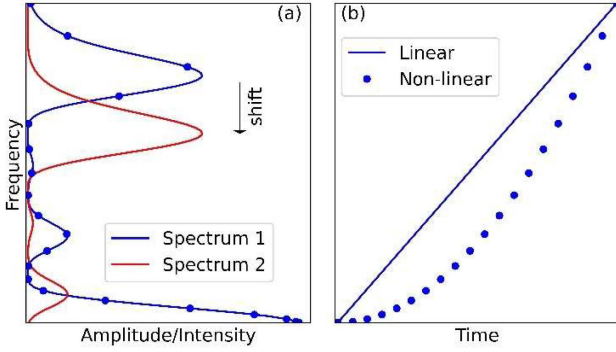 (a)
shift
Frequency
Spectrum 1
Spectrum 2
Amplitude/Intensity
(b)
Linear
Non-linear
Time